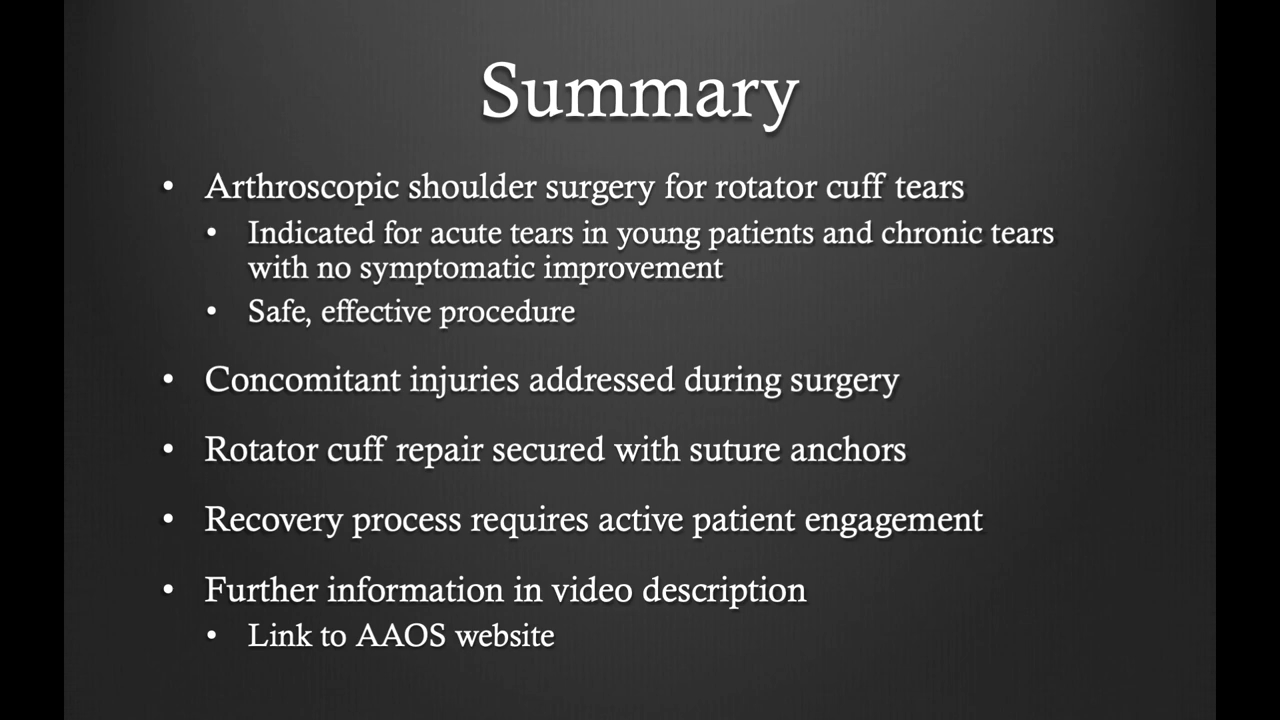 Summary
• Arthroscopic shoulder surgery for rotator cuff tears
• Indicated for acute tears in young patients and chronic tears
with no symptomatic improvement
• Safe, effective procedure
• Concomitant injuries addressed during surgery
• Rotator cuff repair secured with suture anchors
• Recovery process requires active patient engagement
• Further information in video description
• Link to AAOS website